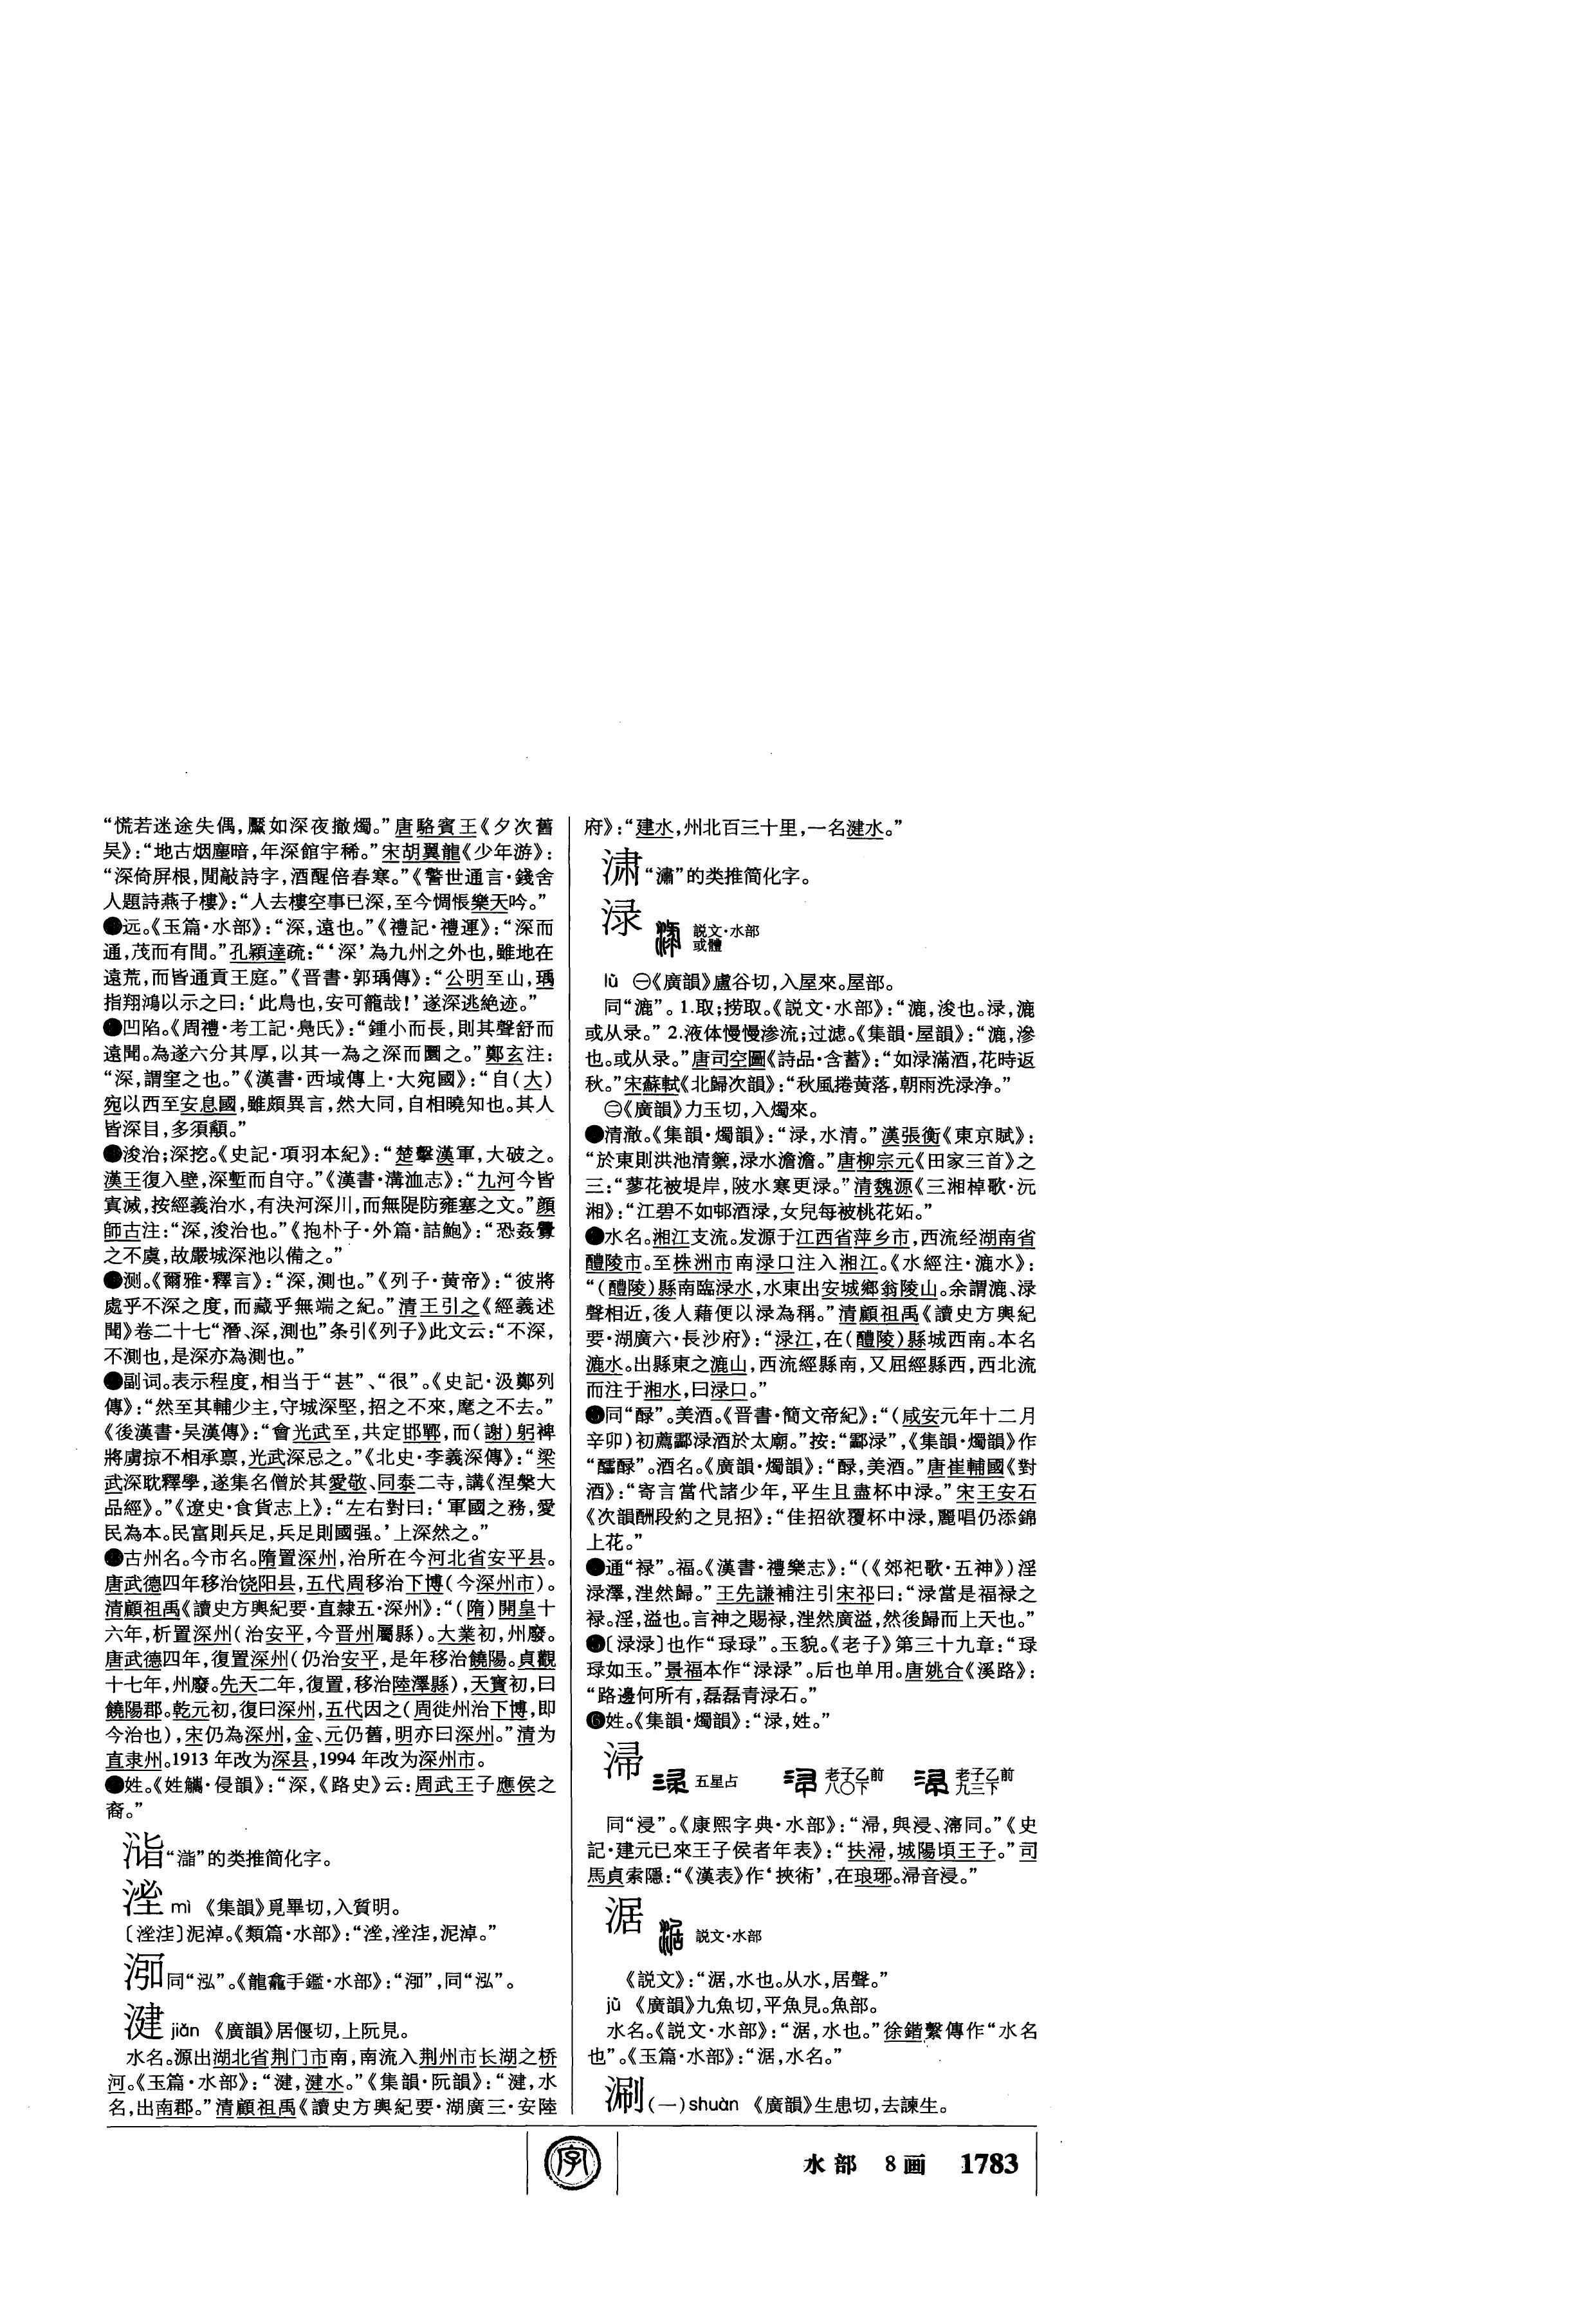 “慌若迷途失偶，黶如深夜撤燭。”唐駱賓王《夕次舊
吴》：“地古烟塵暗，年深館宇稀。”宋胡翼龍《少年游》：
“深倚屏根，閒敲詩字，酒醒倍春寒。”《警世通言·錢舍
人題詩燕子樓》：“人去樓空事已深，至今惆悵樂天吟。”
远。《玉篇·水部》：“深，遠也。”《禮記·禮運》：“深而
通，茂而有間。”孔穎達疏：“‘深’為九州之外也，雖地在
遠荒，而皆通貢王庭。”《晋書·郭瑀傳》：“公明至山，瑀
指翔鴻以示之曰：‘此鳥也，安可籠哉！’遂深逃絶迹。”
凹陷。《周禮·考工記·鳧氏》：“鍾小而長，則其聲舒而
遠聞。為遂六分其厚，以其一為之深而圜之。”鄭玄注：
“深，謂窐之也。”《漢書·西域傳上·大宛國》：“自（大）
宛以西至安息國，雖頗異言，然大同，自相曉知也。其人
皆深目，多須髯。”
浚治；深挖。《史記·項羽本紀》：“楚擊漢軍，大破之。
漢王復入壁，深塹而自守。”《漢書·溝洫志》：“九河今皆
寘滅，按經義治水，有決河深川，而無隄防雍塞之文。”顔
師古注：“深，浚治也。”《抱朴子·外篇·詰鮑》：“恐姦釁
之不虞，故嚴城深池以備之。”
测。《爾雅·釋言》：“深，測也。”《列子·黄帝》：“彼將
處乎不深之度，而藏乎無端之紀。”清王引之《經義述
聞》卷二十七“潛、深，測也”条引《列子》此文云：“不深，
不測也，是深亦為測也。”
副词。表示程度，相当于“甚”、“很”。《史記·汲鄭列
傳》：“然至其輔少主，守城深堅，招之不來，麾之不去。”
《後漢書·吴漢傳》：“會光武至，共定邯鄲，而（謝）躬裨
將虜掠不相承禀，光武深忌之。”《北史·李義深傳》：“梁
武深耽釋學，遂集名僧於其愛敬、同泰二寺，講《涅槃大
品經》。”《遼史·食貨志上》：“左右對曰：‘軍國之務，愛
民為本。民富則兵足，兵足則國强。’上深然之。”
古州名。今市名。隋置深州，治所在今河北省安平县。
唐武德四年移治饶阳县，五代周移治下博（今深州市）。
清顧祖禹《讀史方輿紀要·直隸五·深州》：“（隋）開皇十
六年，析置深州（治安平，今晋州屬縣）。大業初，州廢。
唐武德四年，復置深州（仍治安平，是年移治饒陽。貞觀
十七年，州廢。先天二年，復置，移治陸澤縣），天寶初，曰
饒陽郡。乾元初，復曰深州，五代因之（周徙州治下博，即
今治也），宋仍為深州，金、元仍舊，明亦曰深州。”清为
直隶州。1913年改为深县，1994年改为深州市。
姓。《姓觿·侵韻》：“深，《路史》云：周武王子應侯之
裔。”
“㵴”的类推简化字。
mì 《集韻》覓畢切，入質明。
〔㴵㳴〕泥淖。《類篇·水部》：“㴵，㴵㳴，泥淖。”
同“泓”。《龍龕手鑑·水部》：“”，同“泓”。
湕 jiǎn 《廣韻》居偃切，上阮見。
水名。源出湖北省荆门市南，南流入荆州市长湖之桥
河。《玉篇·水部》：“湕，湕水。”《集韻·阮韻》：“湕，水
名，出南郡。”清顧祖禹《讀史方輿紀要·湖廣三·安陸
府》：“建水，州北百三十里，一名湕水。”
㴋“潚”的类推简化字。
渌 説文·水部
或體
lù ㊀《廣韻》盧谷切，入屋來。屋部。
同“漉”。1.取；捞取。《説文·水部》：“漉，浚也。渌，漉
或从录。”2.液体慢慢渗流；过滤。《集韻·屋韻》：“漉，滲
也。或从录。”唐司空圖《詩品·含蓄》：“如渌滿酒，花時返
秋。”宋蘇軾《北歸次韻》：“秋風捲黄落，朝雨洗渌净。”
㊁《廣韻》力玉切，入燭來。
清澈。《集韻·燭韻》：“渌，水清。”漢張衡《東京賦》：
“於東則洪池清籞，渌水澹澹。”唐柳宗元《田家三首》之
三：“蓼花被堤岸，陂水寒更渌。”清魏源《三湘棹歌·沅
湘》：“江碧不如邨酒渌，女兒每被桃花妬。”
水名。湘江支流。发源于江西省萍乡市，西流经湖南省
醴陵市。至株洲市南渌口注入湘江。《水經注·漉水》：
“（醴陵）縣南臨渌水，水東出安城鄉翁陵山。余謂漉、渌
聲相近，後人藉便以渌為稱。”清顧祖禹《讀史方輿紀
要·湖廣六·長沙府》：“渌江，在（醴陵）縣城西南。本名
漉水。出縣東之漉山，西流經縣南，又屈經縣西，西北流
而注于湘水，曰渌口。”
同“醁”。美酒。《晋書·簡文帝紀》：“（咸安元年十二月
辛卯）初薦酃渌酒於太廟。”按：“酃渌”，《集韻·燭韻》作
“醽醁”。酒名。《廣韻·燭韻》：“醁，美酒。”唐崔輔國《對
酒》：“寄言當代諸少年，平生且盡杯中渌。”宋王安石
《次韻酬段約之見招》：“佳招欲覆杯中渌，麗唱仍添錦
上花。”
通“禄”。福。《漢書·禮樂志》：“（《郊祀歌·五神》）淫
渌澤，㳷然歸。”王先謙補注引宋祁曰：“渌當是福禄之
禄。淫，溢也。言神之賜禄，㳷然廣溢，然後歸而上天也。”
〔渌渌〕也作“琭琭”。玉貌。《老子》第三十九章：“琭
琭如玉。”景福本作“渌渌”。后也单用。唐姚合《溪路》：
“路邊何所有，磊磊青渌石。”
❻姓。《集韻·燭韻》：“渌，姓。”
㴆 五星占 老子乙前
八〇下 老子乙前
九三下
同“浸”。《康熙字典·水部》：“㴆，與浸、濅同。”《史
記·建元已來王子侯者年表》：“扶㴆，城陽頃王子。”司
馬貞索隱：“《漢表》作‘挾術’，在琅琊。㴆音浸。”
涺 説文·水部
《説文》：“涺，水也。从水，居聲。”
jū 《廣韻》九魚切，平魚見。魚部。
水名。《説文·水部》：“涺，水也。”徐鍇繫傳作“水名
也”。《玉篇·水部》：“涺，水名。”
涮（一）shuàn 《廣韻》生患切，去諫生。
字
水部 8画 1783